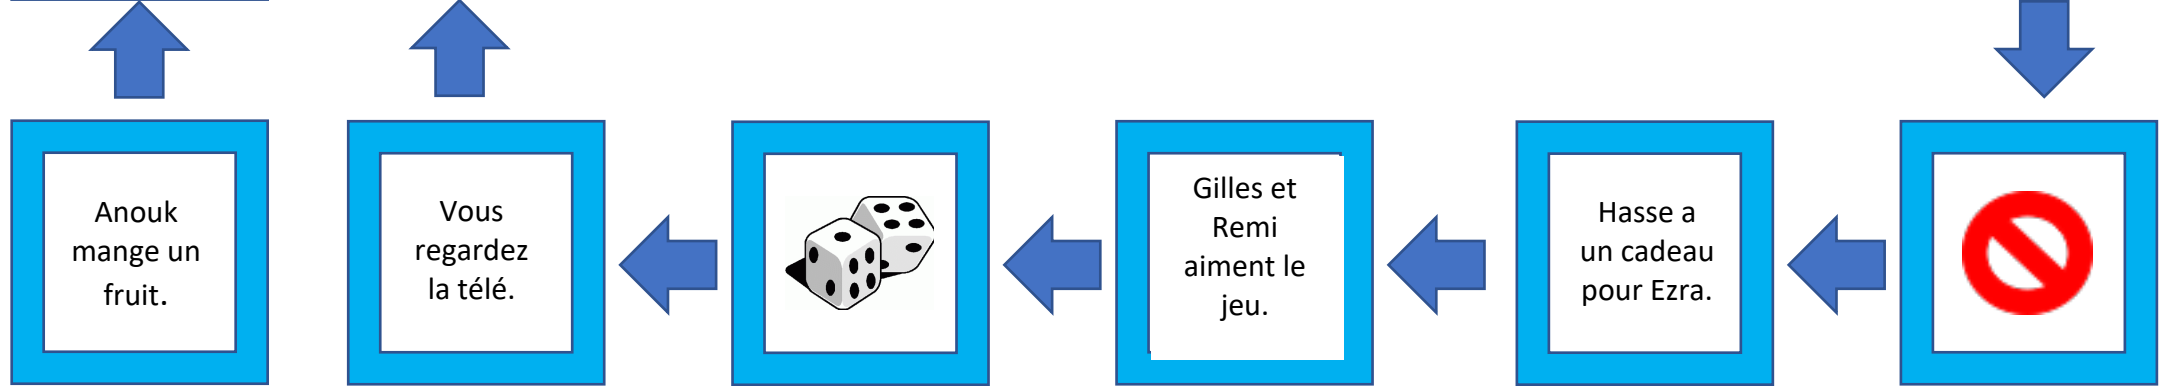 Anouk
mange un
fruit.
Vous
regardez
la télé.
Gilles et
Remi
aiment le
jeu.
Hasse a
un cadeau
pour Ezra.